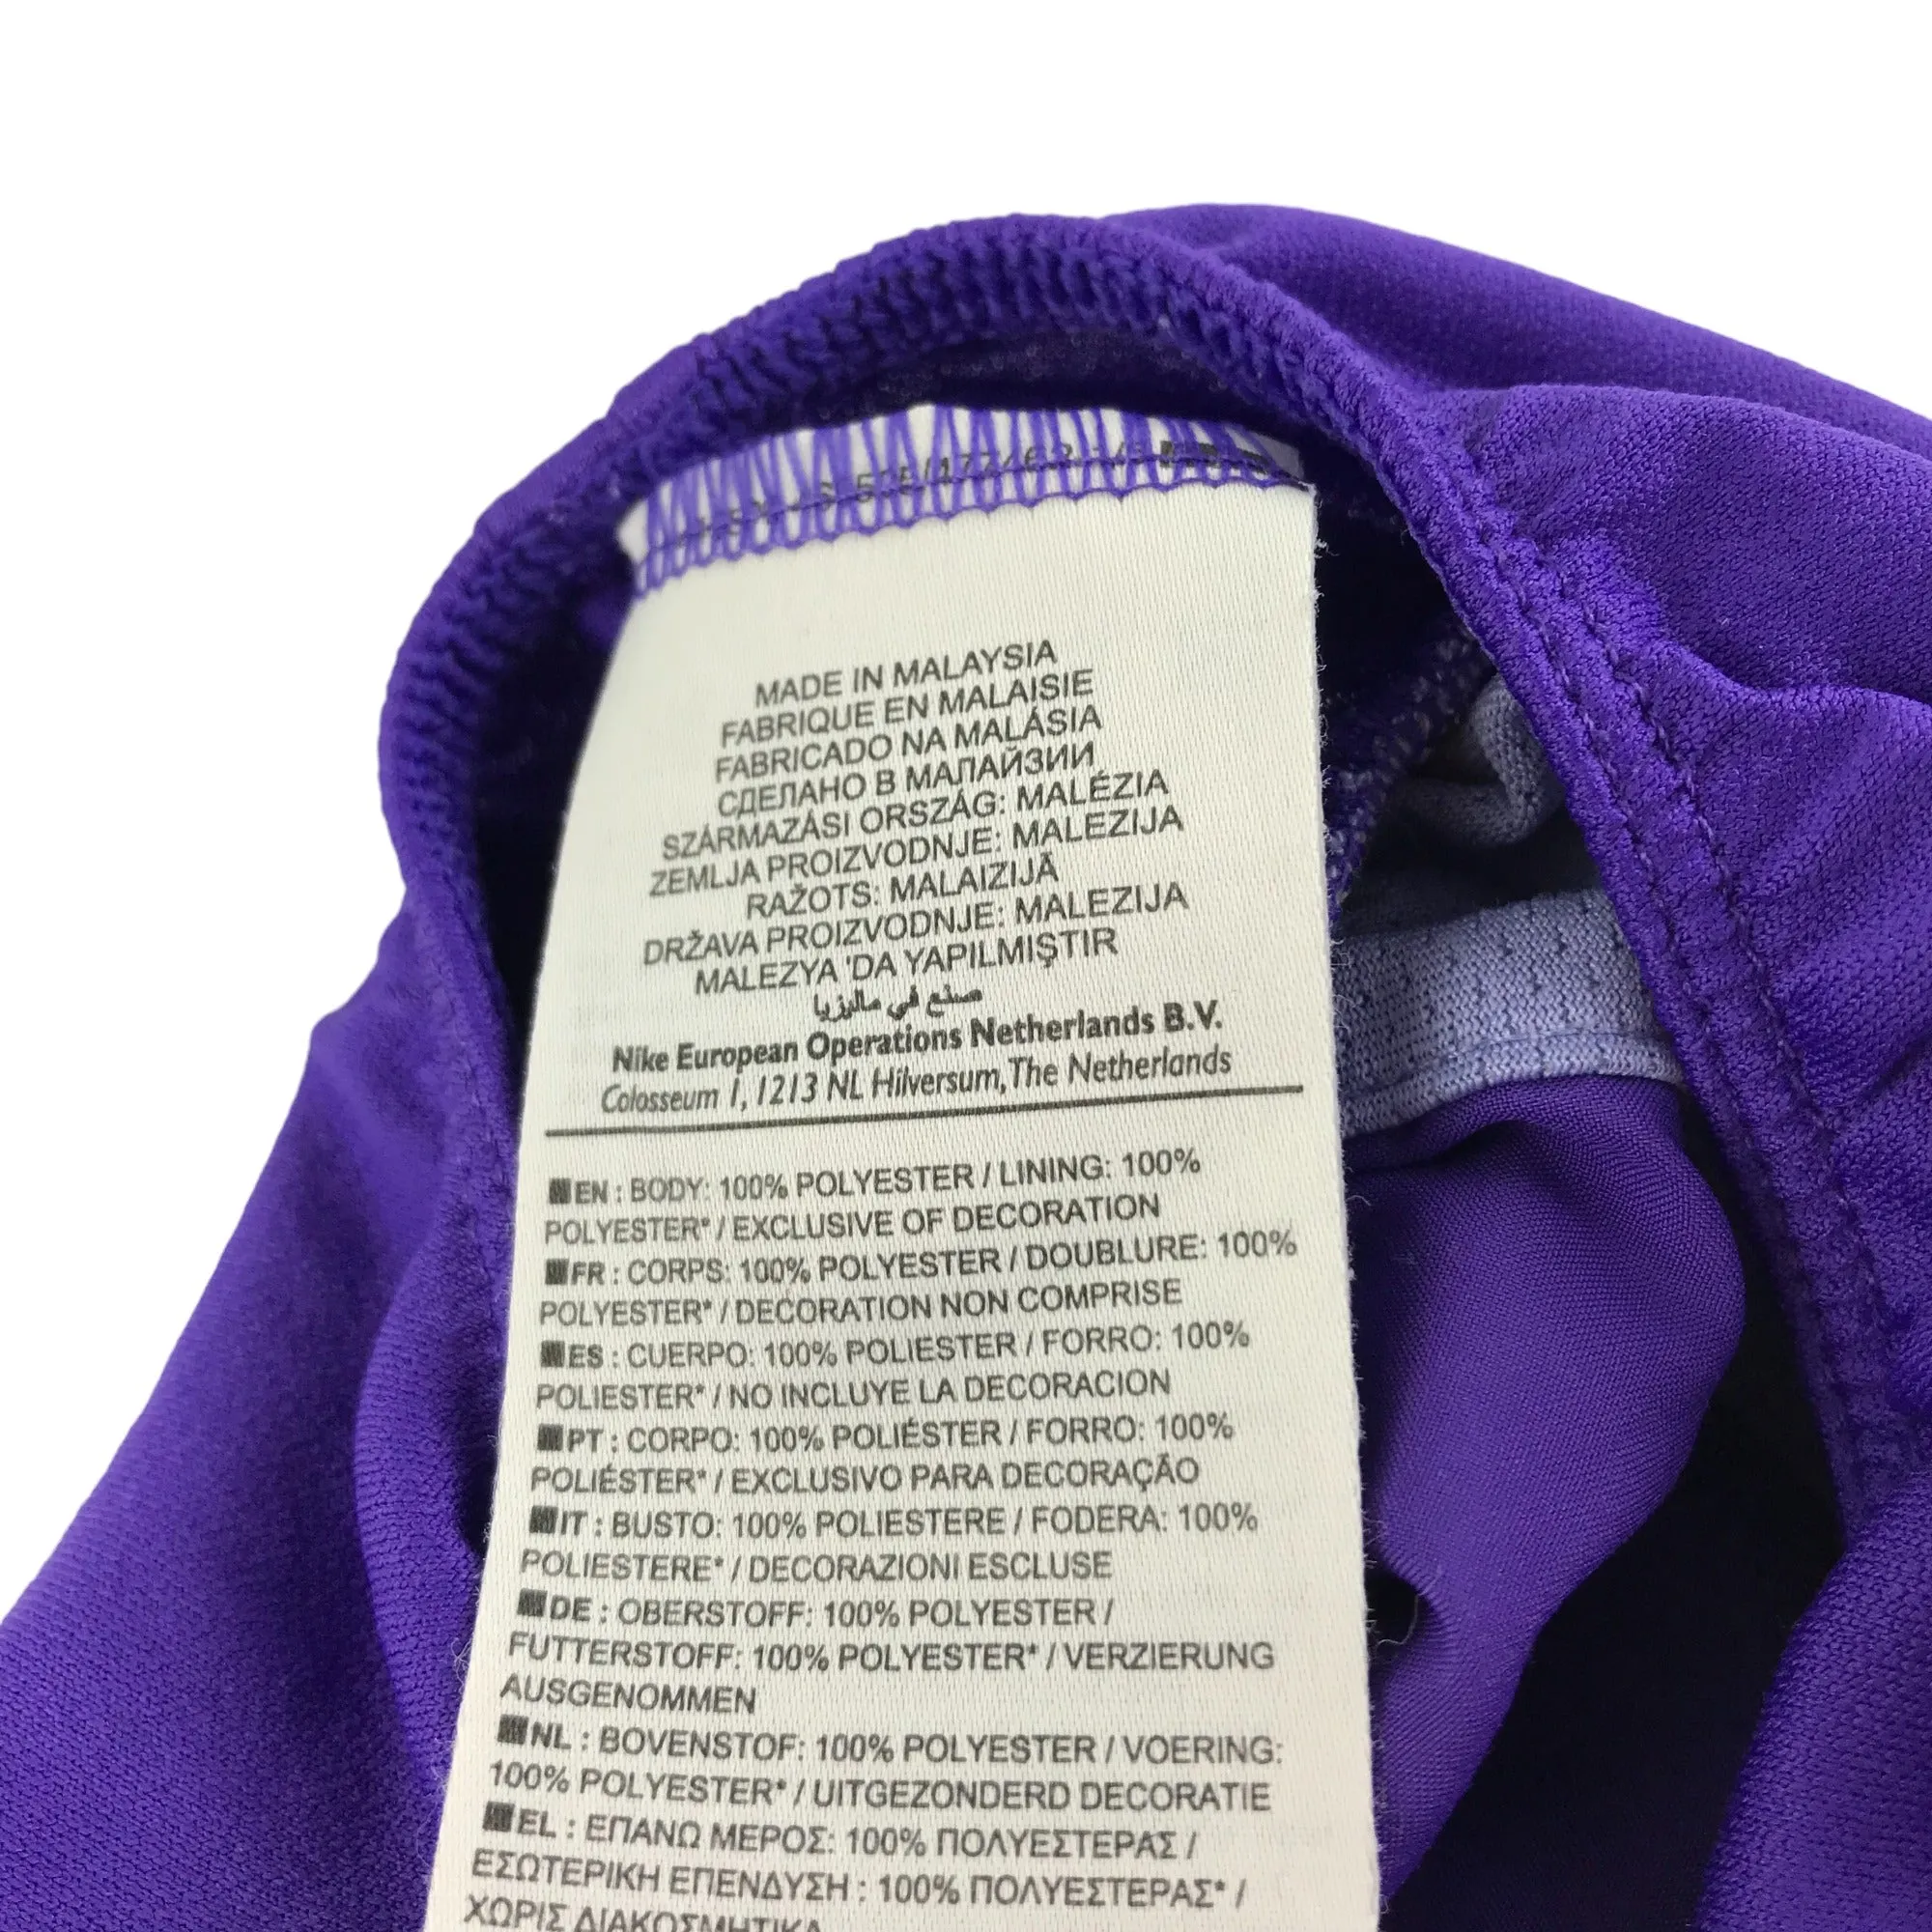 MADE IN MALAYSIA
FABRIQUE EN MALAISIE
FABRICADO NA MALÁSIA
СДЕЛАНО В МАЛАЙЗИИ
SZÁRMAZÁSI ORSZÁG: MALÉZIA
ZEMLJA PROIZVODNJE: MALEZIJA
RAŽOTS: MALAIZIJĀ
DRŽAVA PROIZVODNJE: MALEZIJA
MALEZYA 'DA YAPILMIŞTIR
صنع في ماليزيا
Nike European Operations Netherlands B.V.
Colosseum 1, 1213 NL Hilversum, The Netherlands
EN : BODY: 100% POLYESTER / LINING: 100%
POLYESTER* / EXCLUSIVE OF DECORATION
FR : CORPS: 100% POLYESTER / DOUBLURE: 100%
POLYESTER* / DECORATION NON COMPRISE
ES : CUERPO: 100% POLIESTER / FORRO: 100%
POLIESTER* / NO INCLUYE LA DECORACION
PT : CORPO: 100% POLIÉSTER / FORRO: 100%
POLIÉSTER* / EXCLUSIVO PARA DECORAÇÃO
IT : BUSTO: 100% POLIESTERE / FODERA: 100%
POLIESTERE* / DECORAZIONI ESCLUSE
DE : OBERSTOFF: 100% POLYESTER /
FUTTERSTOFF: 100% POLYESTER* / VERZIERUNG
AUSGENOMMEN
NL : BOVENSTOF: 100% POLYESTER / VOERING:
100% POLYESTER* / UITGEZONDERD DECORATIE
EL : ΕΠΑΝΩ ΜΕΡΟΣ: 100% ΠΟΛΥΕΣΤΕΡΑΣ /
ΕΣΩΤΕΡΙΚΗ ΕΠΕΝΔΥΣΗ : 100% ΠΟΛΥΕΣΤΕΡΑΣ* /
ΧΩΡΙΣ ΔΙΑΚΟΣΜΗΤΙΚΑ